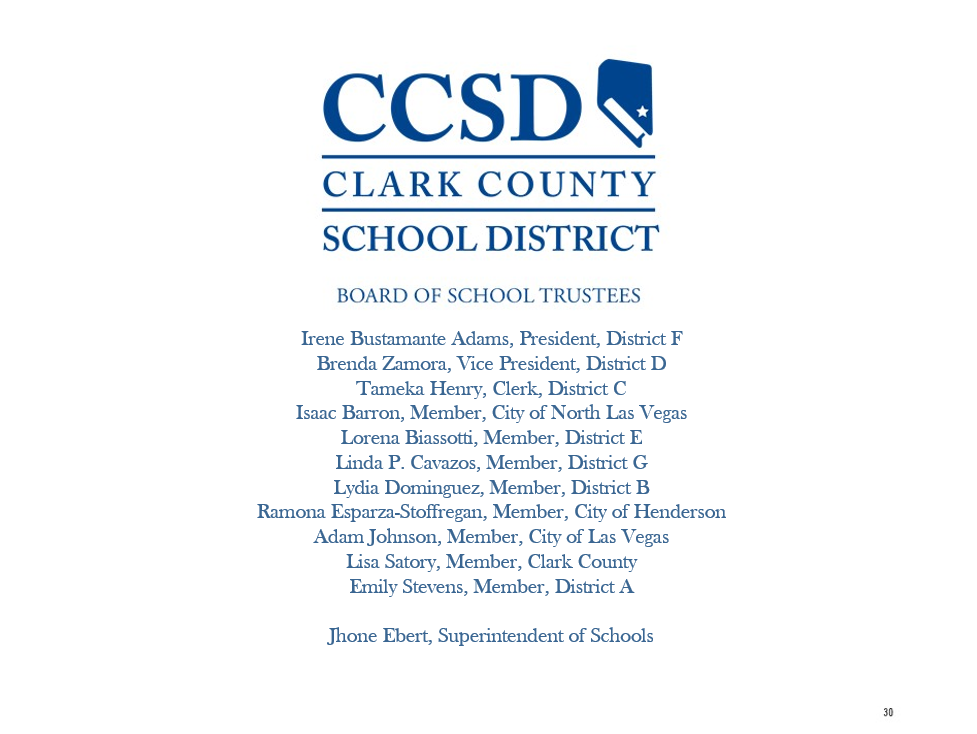 CCSD
CLARK COUNTY
SCHOOL DISTRICT
BOARD OF SCHOOL TRUSTEES
Irene Bustamante Adams, President, District F
Brenda Zamora, Vice President, District D
Tameka Henry, Clerk, District C
Isaac Barron, Member, City of North Las Vegas
Lorena Biassotti, Member, District E
Linda P. Cavazos, Member, District G
Lydia Dominguez, Member, District B
Ramona Esparza-Stoffregan, Member, City of Henderson
Adam Johnson, Member, City of Las Vegas
Lisa Satory, Member, Clark County
Emily Stevens, Member, District A
Jhone Ebert, Superintendent of Schools
30